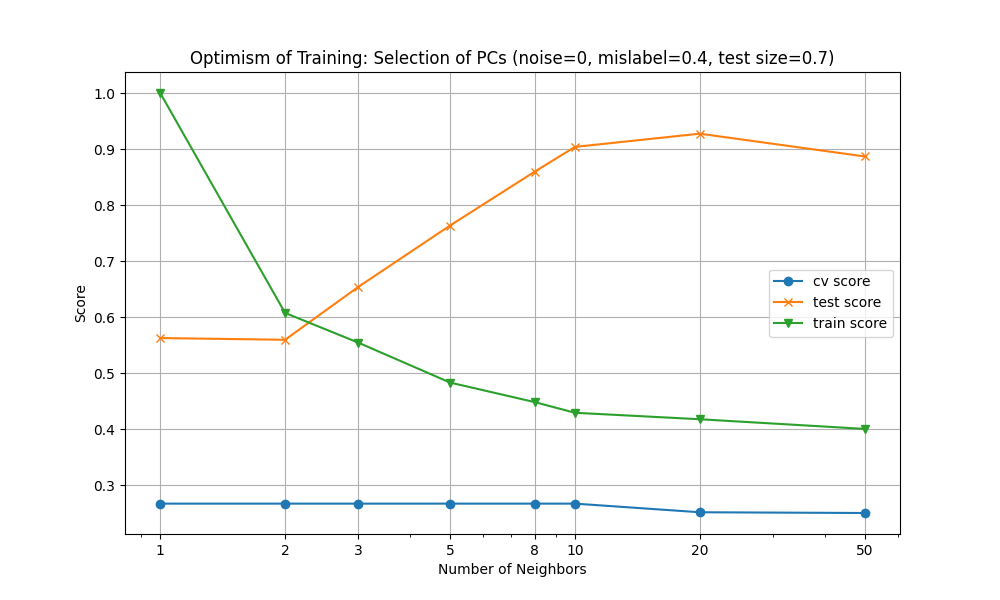 Optimism of Training: Selection of PCs (noise=0, mislabel=0.4, test size=0.7)
1.0
0.9
0.8
0.7
0.6
0.5
0.4
0.3
Score
cv score
test score
train score
1 2 3 5 8 10 20 50
Number of Neighbors